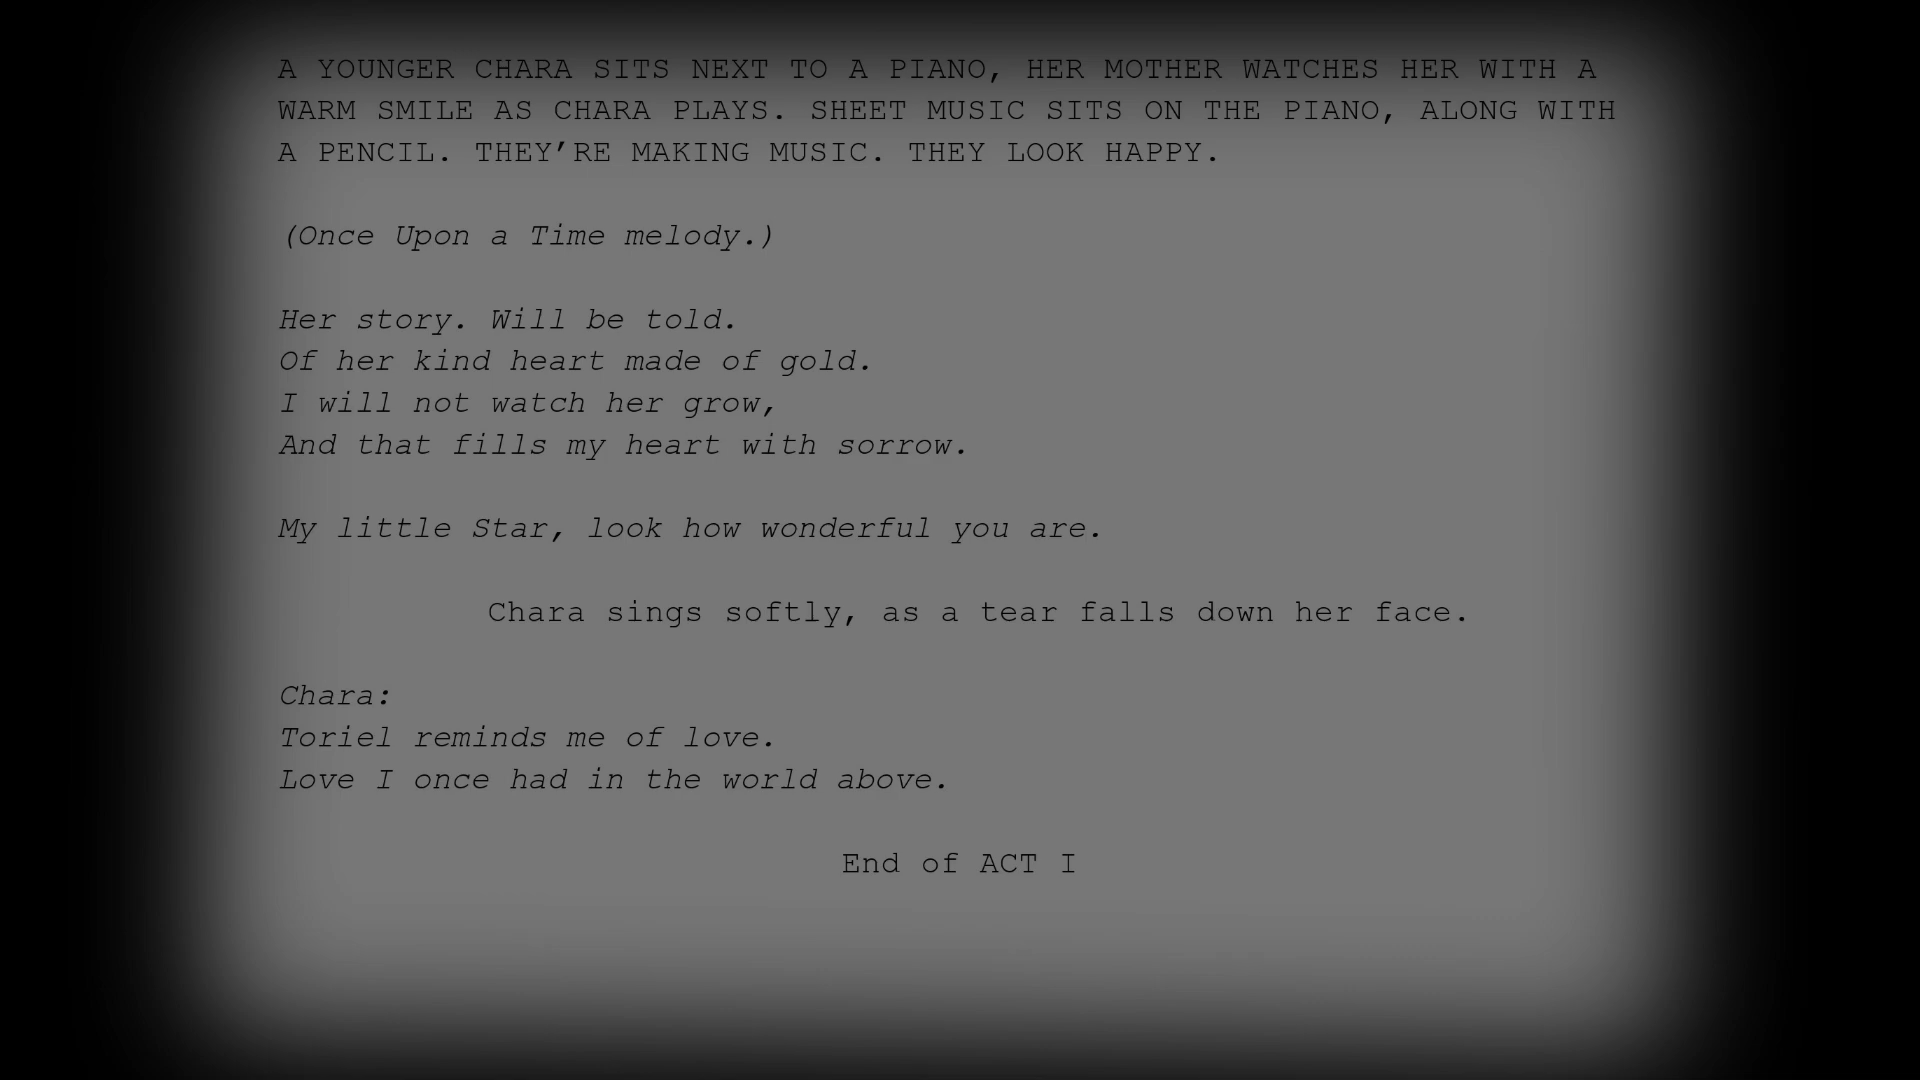 A YOUNGER CHARA SITS NEXT TO A PIANO, HER MOTHER WATCHES HER WITH A
WARM SMILE AS CHARA PLAYS. SHEET MUSIC SITS ON THE PIANO, ALONG WITH
A PENCIL. THEY’RE MAKING MUSIC. THEY LOOK HAPPY.
(Once Upon a Time melody.)
Her story. Will be told.
Of her kind heart made of gold.
I will not watch her grow,
And that fills my heart with sorrow.
My little Star, look how wonderful you are.
Chara sings softly, as a tear falls down her face.
Chara:
Toriel reminds me of love.
Love I once had in the world above.
End of ACT I